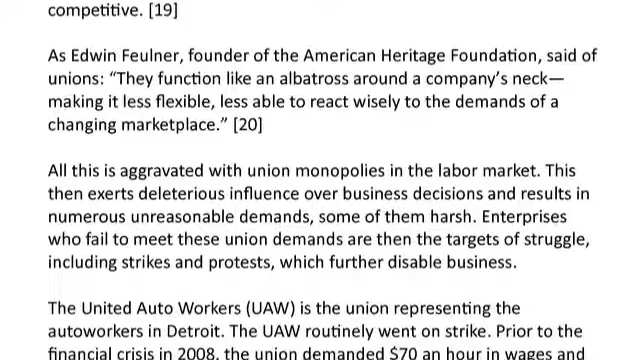 competitive. [19]
As Edwin Feulner, founder of the American Heritage Foundation, said of
unions: “They function like an albatross around a company’s neck—
making it less flexible, less able to react wisely to the demands of a
changing marketplace.” [20]
All this is aggravated with union monopolies in the labor market. This
then exerts deleterious influence over business decisions and results in
numerous unreasonable demands, some of them harsh. Enterprises
who fail to meet these union demands are then the targets of struggle,
including strikes and protests, which further disable business.
The United Auto Workers (UAW) is the union representing the
autoworkers in Detroit. The UAW routinely went on strike. Prior to the
financial crisis in 2008, the union demanded $70 an hour in wages and